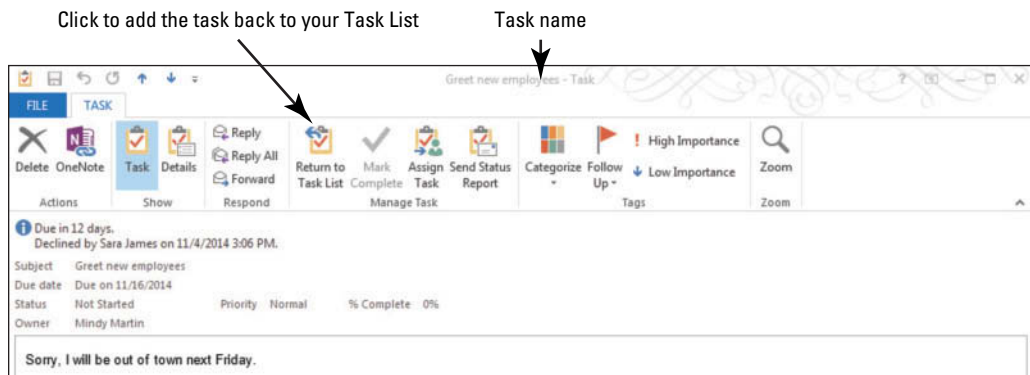 Click to add the task back to your Task List
Task name
Greet new employees - Task
FILE TASK
Delete OneNote Task Details Reply Reply All Forward Return to Task List Mark Complete Assign Task Send Status Report Categorize Follow Up High Importance Low Importance Zoom
Actions Show Respond Manage Task Tags Zoom
Due in 12 days.
Declined by Sara James on 11/4/2014 3:06 PM.
Subject Greet new employees
Due date Due on 11/16/2014
Status Not Started Priority Normal % Complete 0%
Owner Mindy Martin
Sorry, I will be out of town next Friday.